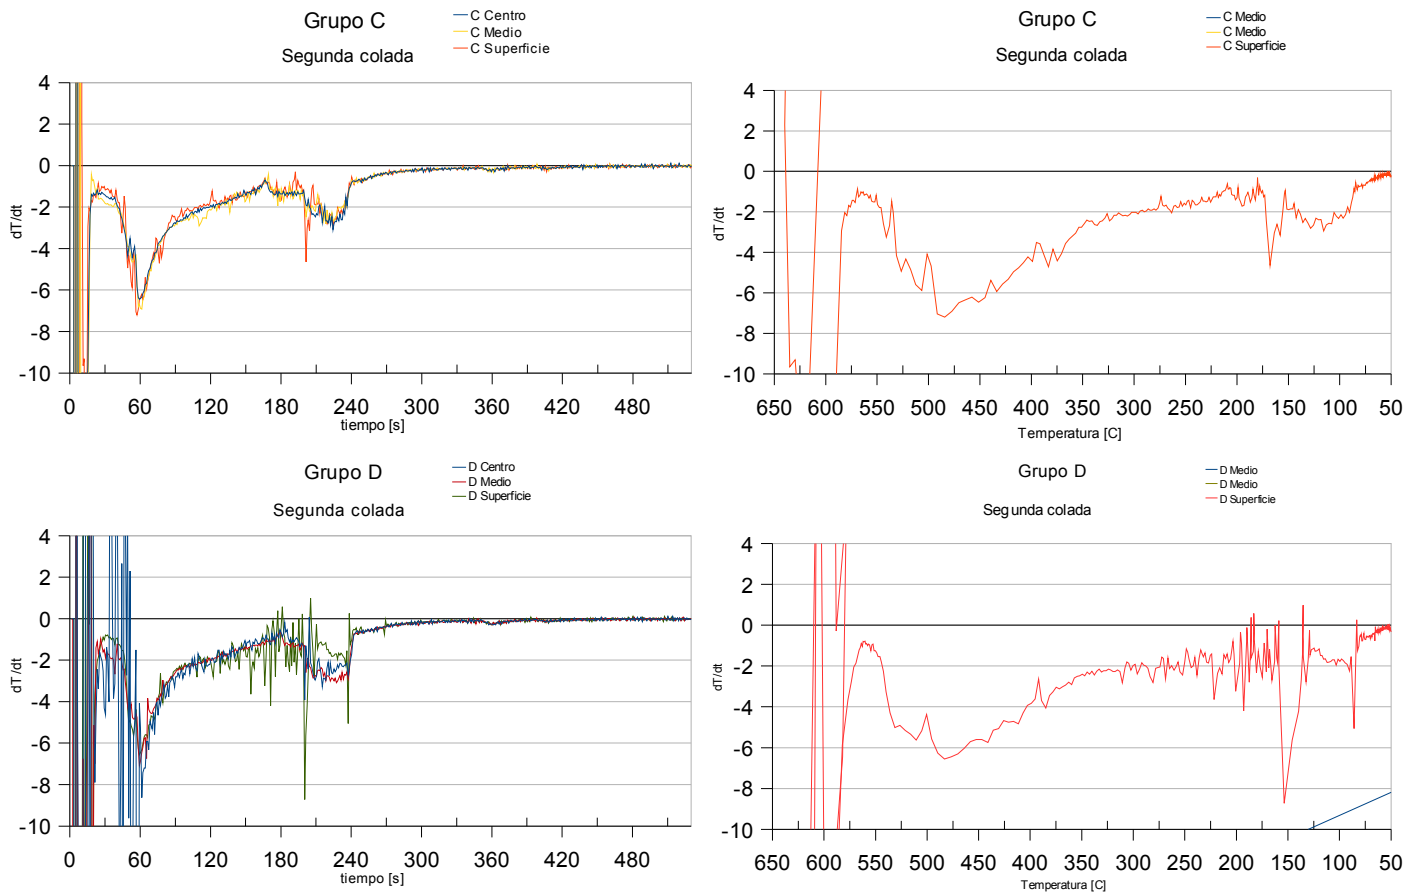 Grupo C
C Centro
C Medio
C Superficie
Segunda colada
4
2
0
-2
-4
-6
-8
-10
dT/dt
0 60 120 180 240 300 360 420 480
tiempo [s]
Grupo C
C Medio
C Medio
C Superficie
Segunda colada
4
2
0
-2
-4
-6
-8
-10
dT/dt
650 600 550 500 450 400 350 300 250 200 150 100 50
Temperatura [C]
Grupo D
D Centro
D Medio
D Superficie
Segunda colada
4
2
0
-2
-4
-6
-8
-10
dT/dt
0 60 120 180 240 300 360 420 480
tiempo [s]
Grupo D
D Medio
D Medio
D Superficie
Segunda colada
4
2
0
-2
-4
-6
-8
-10
dT/dt
650 600 550 500 450 400 350 300 250 200 150 100 50
Temperatura [C]